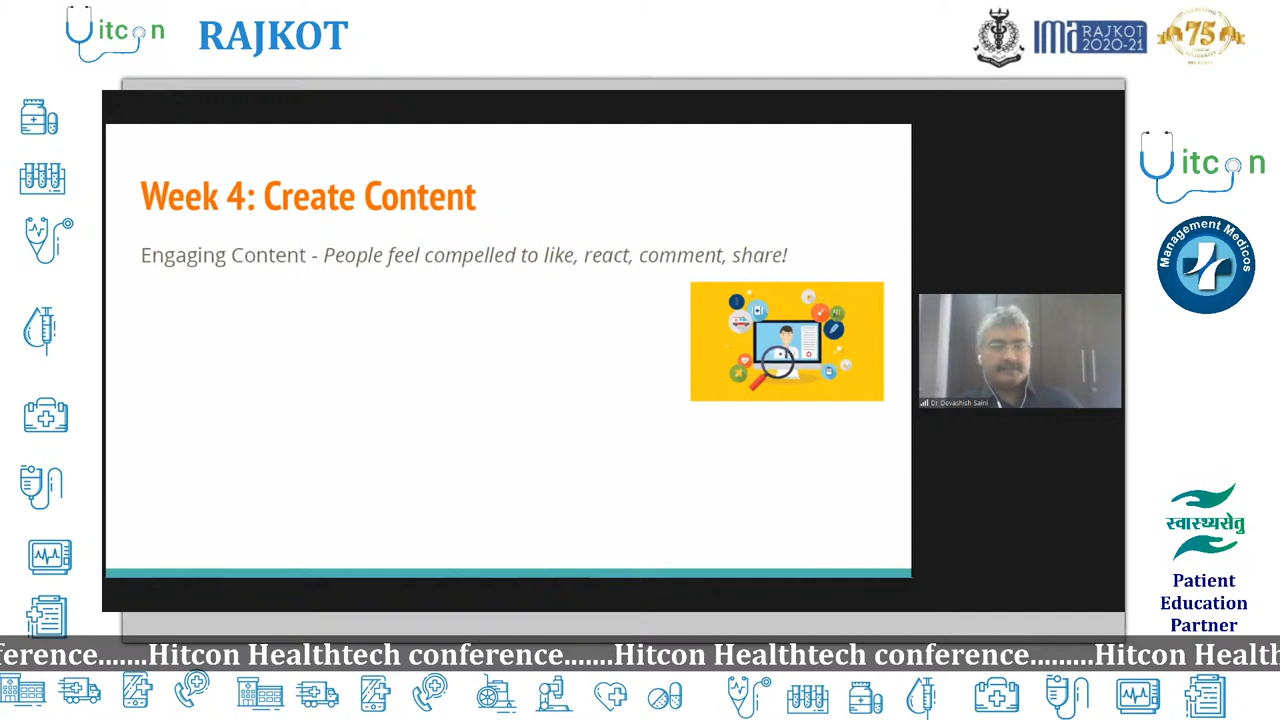 itcon
RAJKOT
IMA RAJKOT
2020-21
75
itcon
Management Medicos
Week 4: Create Content
Engaging Content - People feel compelled to like, react, comment, share!
Dr Devashish Saini
स्वास्थ्यसेतु
Patient
Education
Partner
ference.......Hitcon Healthtech conference.......Hitcon Healthtech conference.........Hitcon Health